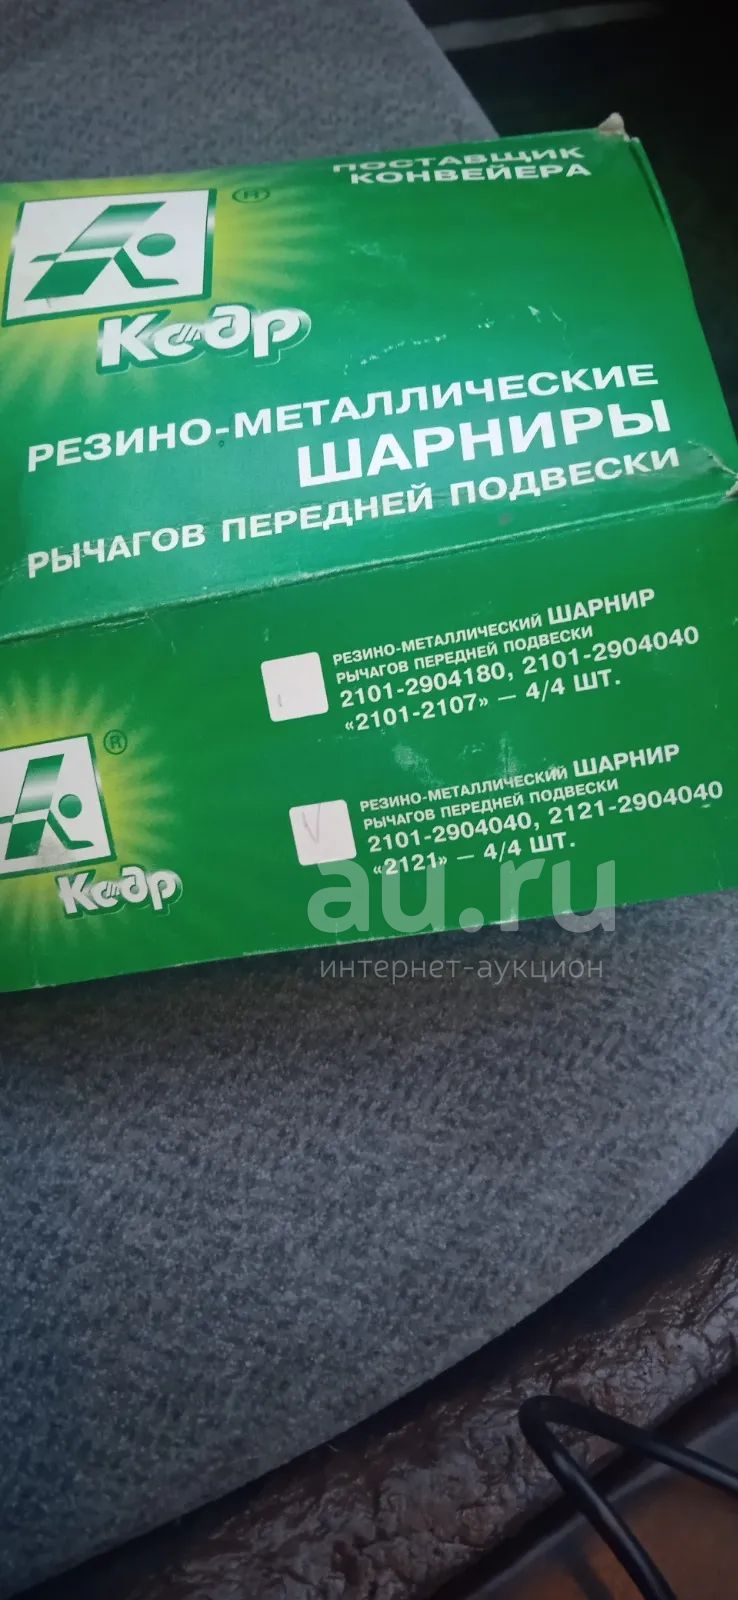 ПОСТАВЩИК
КОНВЕЙЕРА
®
Кедр
РЕЗИНО-МЕТАЛЛИЧЕСКИЕ
ШАРНИРЫ
РЫЧАГОВ ПЕРЕДНЕЙ ПОДВЕСКИ
РЕЗИНО-МЕТАЛЛИЧЕСКИЙ ШАРНИР
РЫЧАГОВ ПЕРЕДНЕЙ ПОДВЕСКИ
2101-2904180, 2101-2904040
«2101-2107» — 4/4 ШТ.
®
Кедр
V
РЕЗИНО-МЕТАЛЛИЧЕСКИЙ ШАРНИР
РЫЧАГОВ ПЕРЕДНЕЙ ПОДВЕСКИ
2101-2904040, 2121-2904040
«2121» — 4/4 ШТ.
au.ru
интернет-аукцион